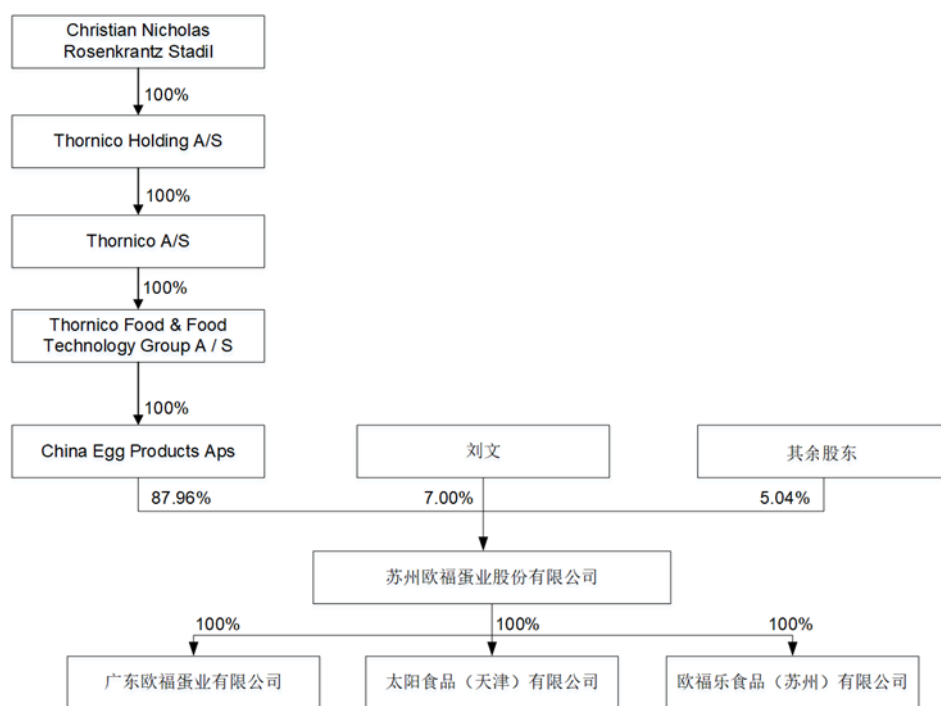 Christian Nicholas
Rosenkrantz Stadil
100%
Thornico Holding A/S
100%
Thornico A/S
100%
Thornico Food & Food
Technology Group A / S
100%
China Egg Products Aps
刘文
其余股东
87.96%
7.00%
5.04%
苏州欧福蛋业股份有限公司
100%
100%
100%
广东欧福蛋业有限公司
太阳食品（天津）有限公司
欧福乐食品（苏州）有限公司